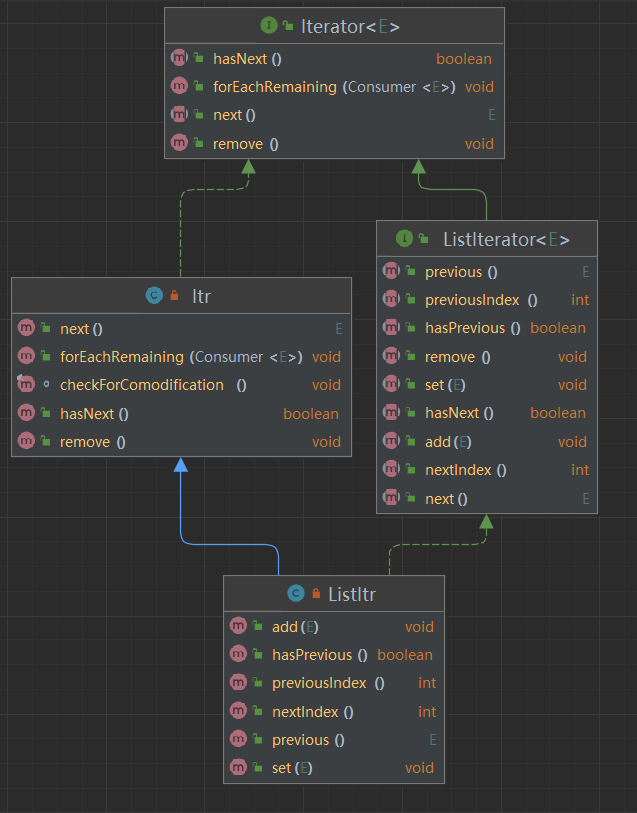 I Iterator<E>
m hasNext () boolean
m forEachRemaining (Consumer <E>) void
m next () E
m remove () void
I ListIterator<E>
m previous () E
m previousIndex () int
m hasPrevious () boolean
m remove () void
m set (E) void
m hasNext () boolean
m add (E) void
m nextIndex () int
m next () E
C Itr
m next () E
m forEachRemaining (Consumer <E>) void
m checkForComodification () void
m hasNext () boolean
m remove () void
C ListItr
m add (E) void
m hasPrevious () boolean
m previousIndex () int
m nextIndex () int
m previous () E
m set (E) void